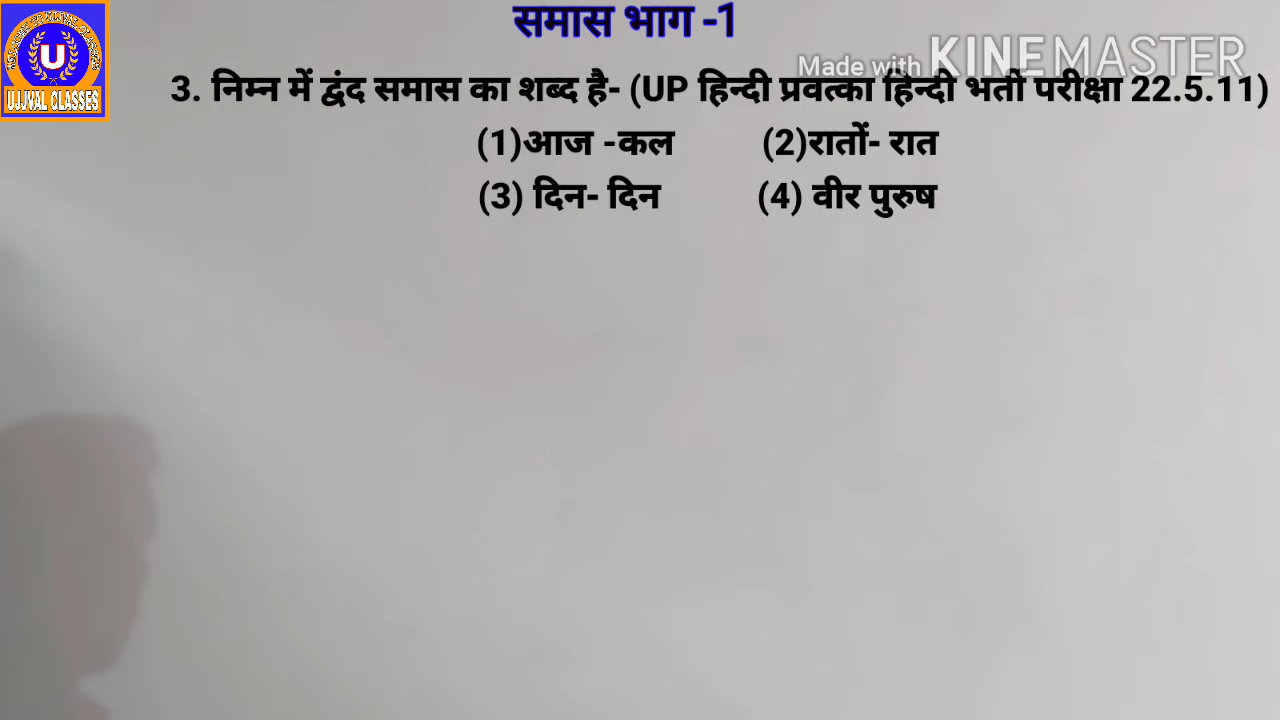 समास भाग -1
Made with KINEMASTER
3. निम्न में द्वंद समास का शब्द है- (UP हिन्दी प्रवत्का हिन्दी भर्ती परीक्षा 22.5.11)
(1)आज -कल (2)रातों- रात
(3) दिन- दिन (4) वीर पुरुष
U
UJJVAL CLASSES